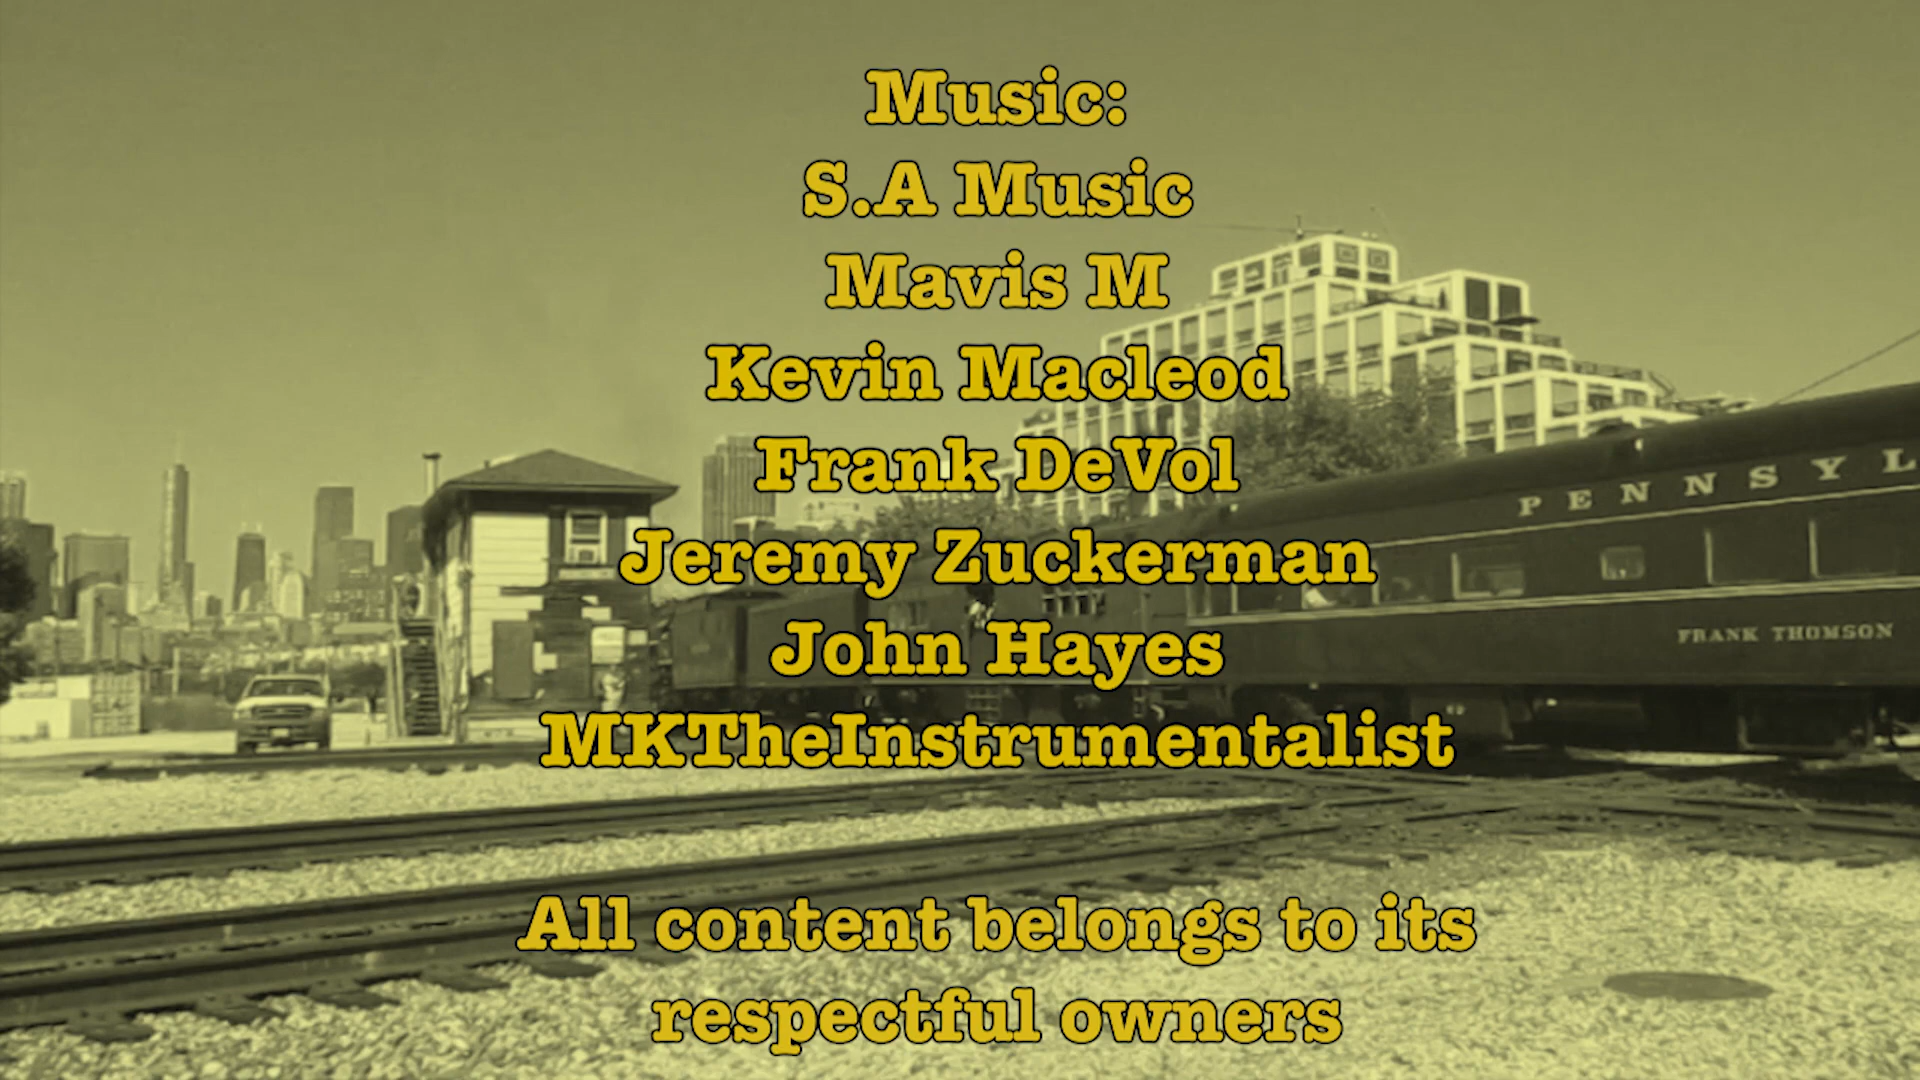 Music:
S.A Music
Mavis M
Kevin Macleod
Frank DeVol
Jeremy Zuckerman
John Hayes
MKTheInstrumentalist
All content belongs to its
respectful owners
PENNSYL
FRANK THOMSON